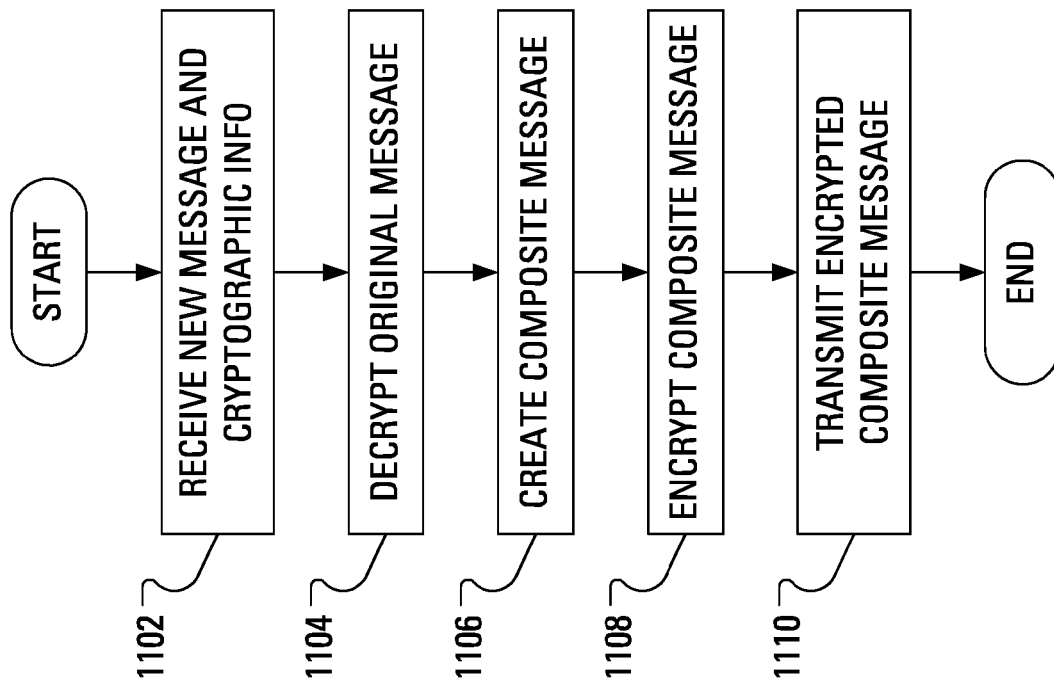 START
RECEIVE NEW MESSAGE AND
CRYPTOGRAPHIC INFO
1102
DECRYPT ORIGINAL MESSAGE
1104
CREATE COMPOSITE MESSAGE
1106
ENCRYPT COMPOSITE MESSAGE
1108
TRANSMIT ENCRYPTED
COMPOSITE MESSAGE
1110
END